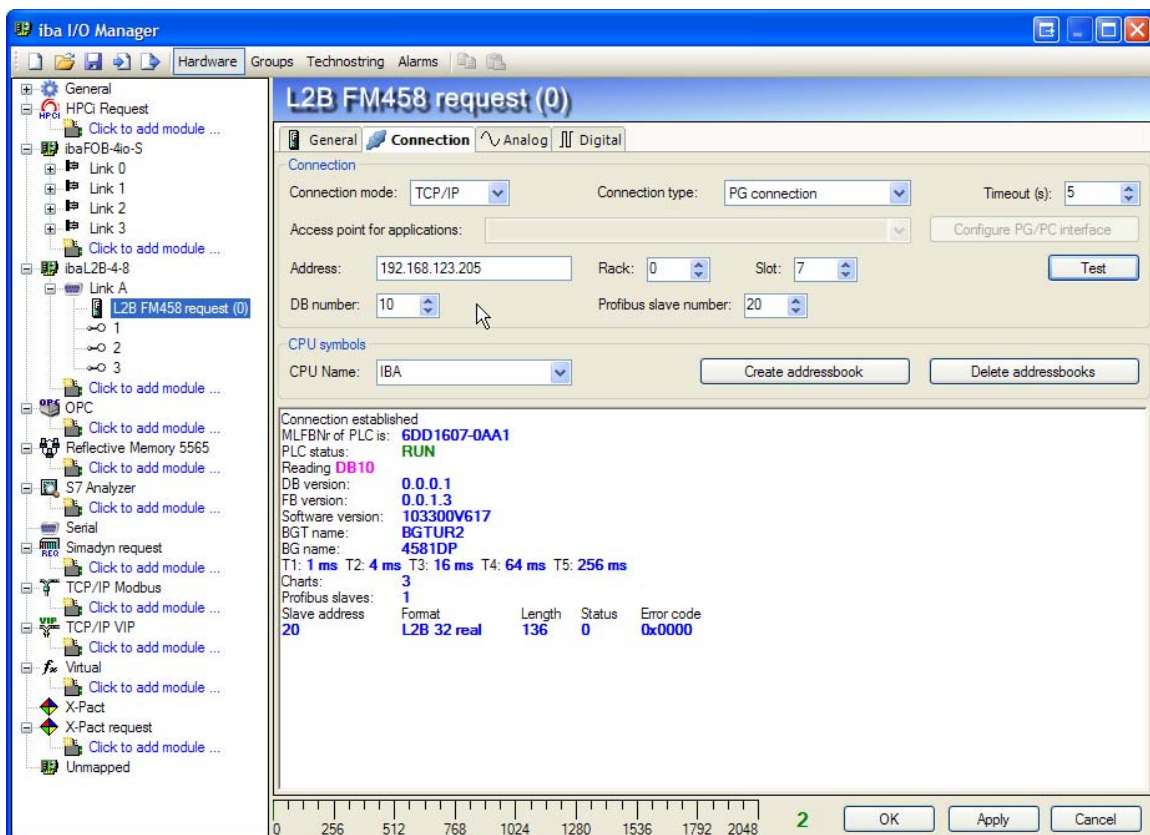 iba I/O Manager
Hardware Groups Technostring Alarms
General
HPCi Request
Click to add module ...
ibaFOB-4io-S
Link 0
Link 1
Link 2
Link 3
Click to add module ...
ibaL2B-4-8
Link A
L2B FM458 request (0)
1
2
3
Click to add module ...
OPC
Click to add module ...
Reflective Memory 5565
Click to add module ...
S7 Analyzer
Click to add module ...
Serial
Simadyn request
Click to add module ...
TCP/IP Modbus
Click to add module ...
TCP/IP VIP
Click to add module ...
Virtual
Click to add module ...
X-Pact
X-Pact request
Click to add module ...
Unmapped
L2B FM458 request (0)
General Connection Analog Digital
Connection
Connection mode: TCP/IP Connection type: PG connection Timeout (s): 5
Access point for applications: Configure PG/PC interface
Address: 192.168.123.205 Rack: 0 Slot: 7 Test
DB number: 10 Profibus slave number: 20
CPU symbols
CPU Name: IBA Create addressbook Delete addressbooks
Connection established
MLFBNr of PLC is: 6DD1607-0AA1
PLC status: RUN
Reading DB10
DB version: 0.0.0.1
FB version: 0.0.1.3
Software version: 103300V617
BGT name: BGTUR2
BG name: 4581DP
T1: 1 ms T2: 4 ms T3: 16 ms T4: 64 ms T5: 256 ms
Charts: 3
Profibus slaves: 1
Slave address Format Length Status Error code
20 L2B 32 real 136 0 0x0000
0 256 512 768 1024 1280 1536 1792 2048 2 OK Apply Cancel